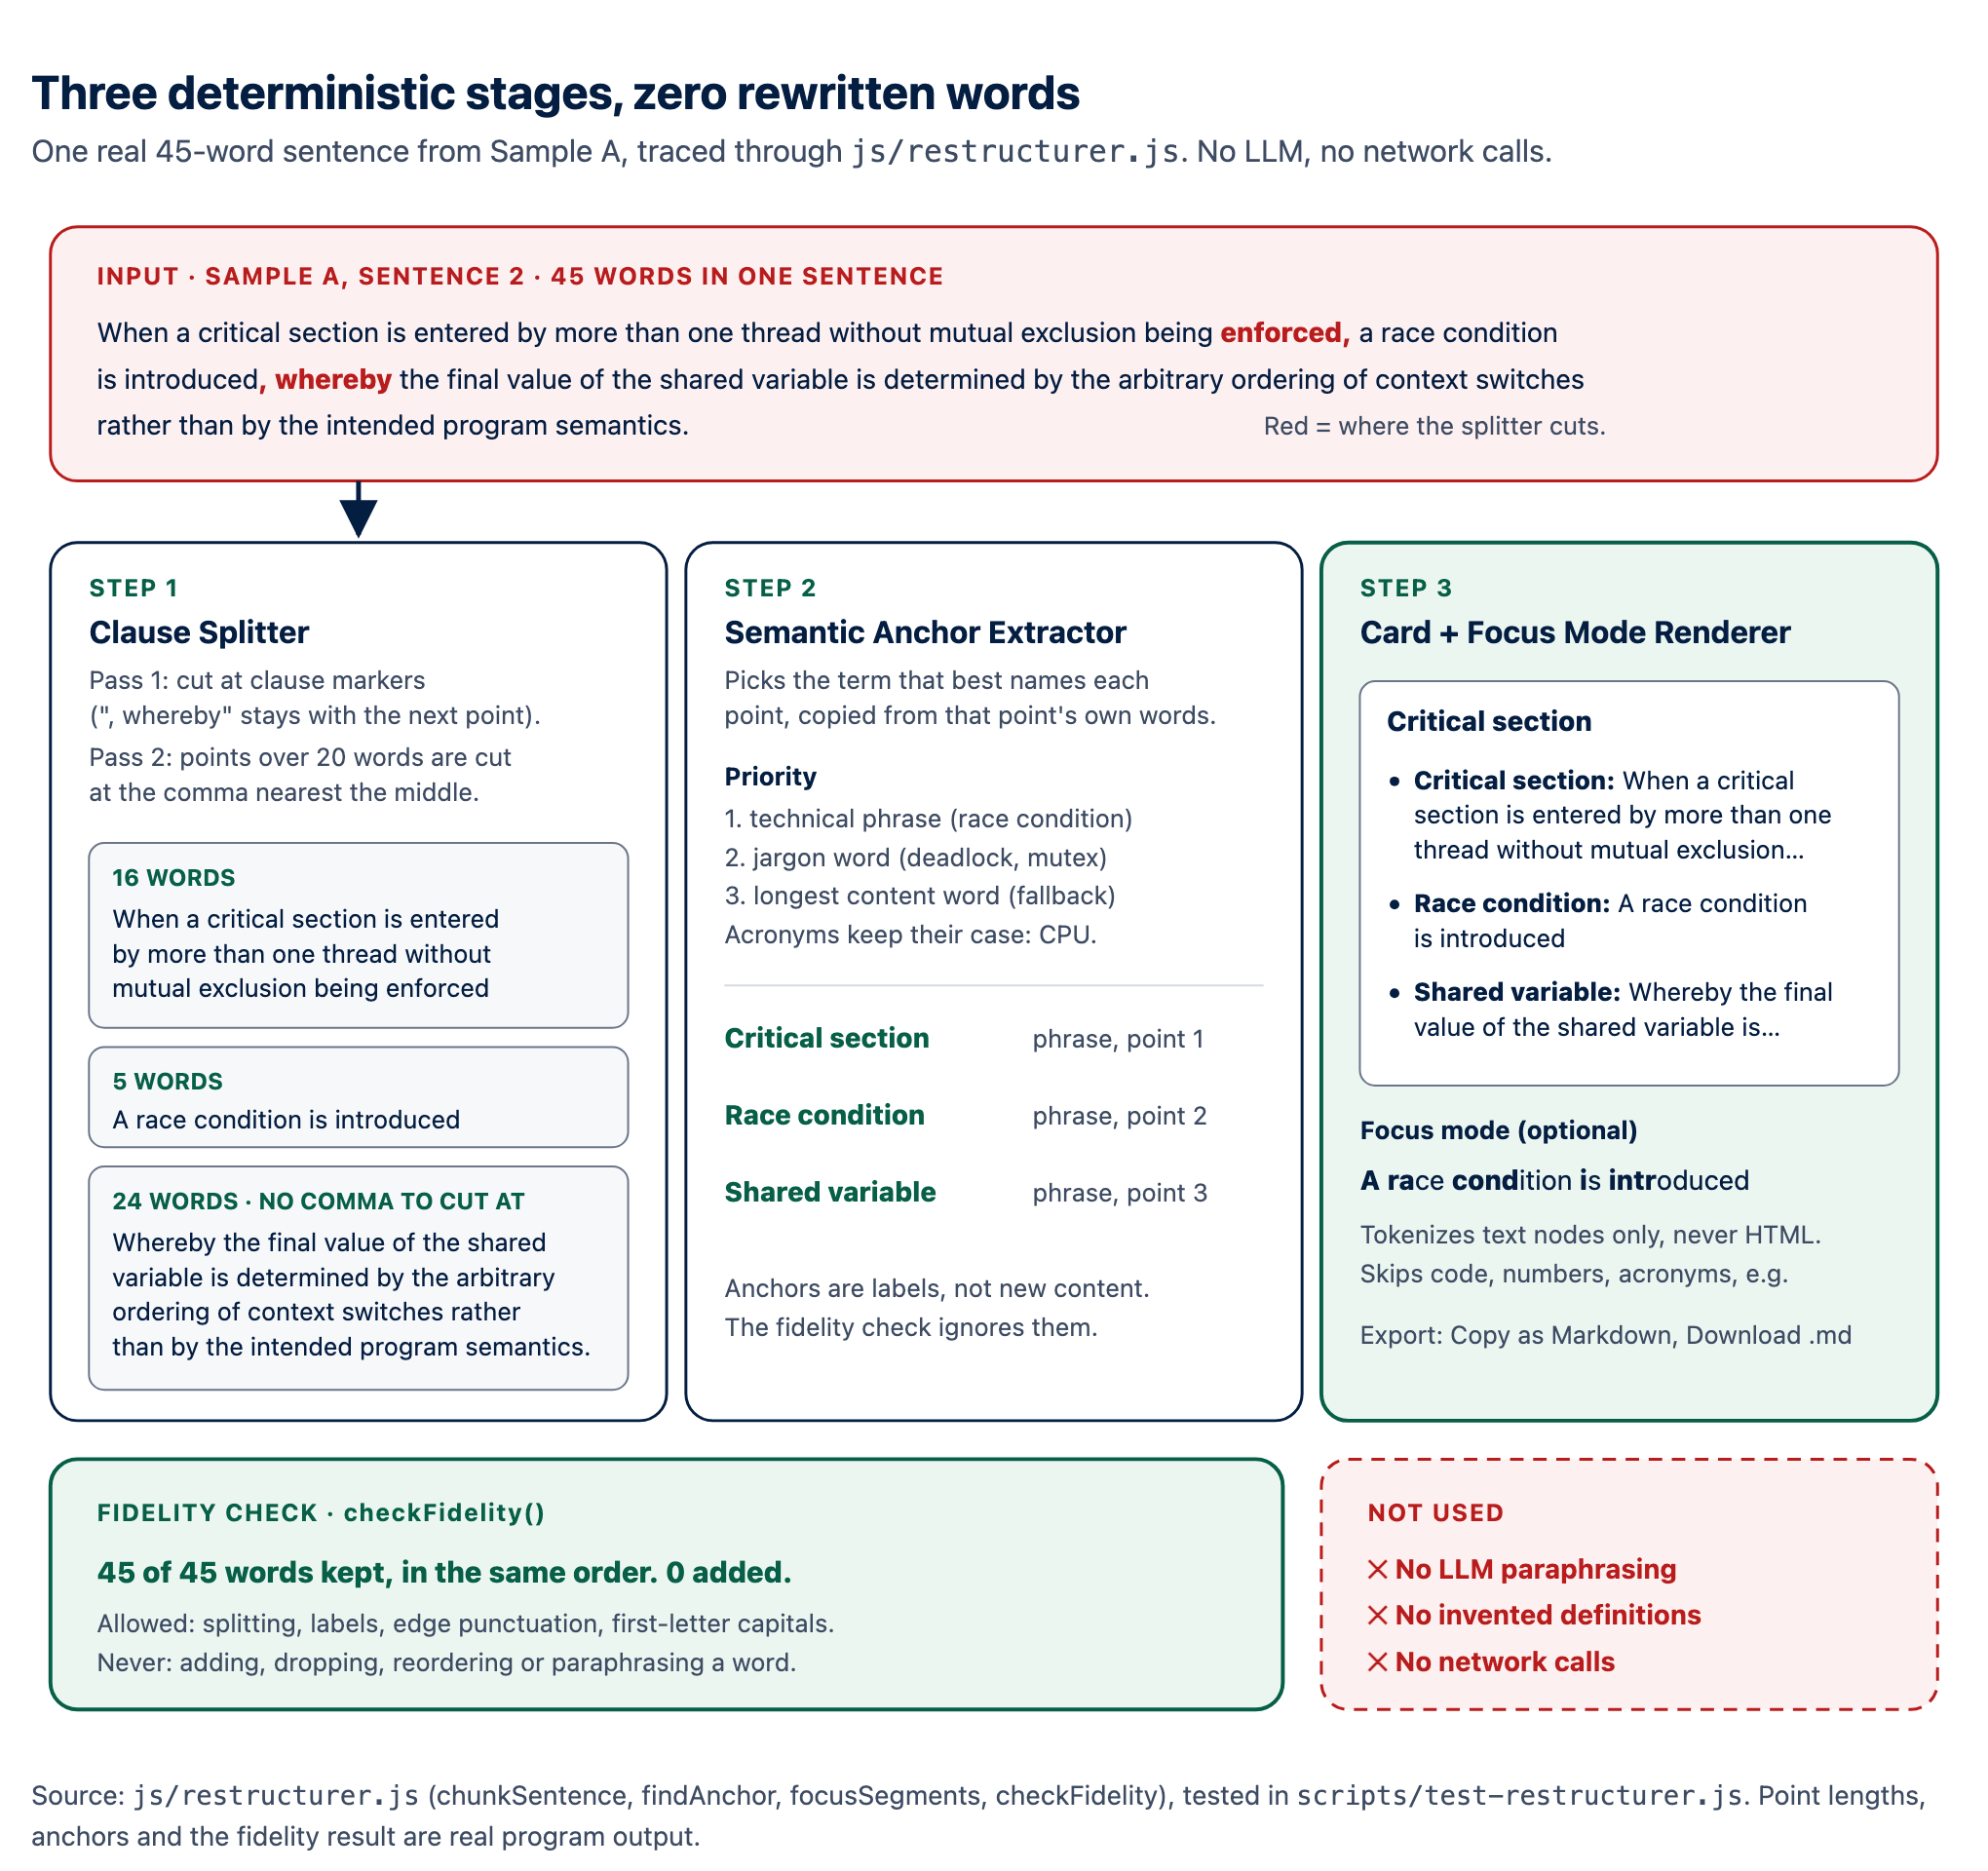 Three deterministic stages, zero rewritten words
One real 45-word sentence from Sample A, traced through js/restructurer.js. No LLM, no network calls.
INPUT · SAMPLE A, SENTENCE 2 · 45 WORDS IN ONE SENTENCE
When a critical section is entered by more than one thread without mutual exclusion being enforced, a race condition
is introduced, whereby the final value of the shared variable is determined by the arbitrary ordering of context switches
rather than by the intended program semantics.
Red = where the splitter cuts.
STEP 1
Clause Splitter
Pass 1: cut at clause markers
(", whereby" stays with the next point).
Pass 2: points over 20 words are cut
at the comma nearest the middle.
16 WORDS
When a critical section is entered
by more than one thread without
mutual exclusion being enforced
5 WORDS
A race condition is introduced
24 WORDS · NO COMMA TO CUT AT
Whereby the final value of the shared
variable is determined by the arbitrary
ordering of context switches rather
than by the intended program semantics.
STEP 2
Semantic Anchor Extractor
Picks the term that best names each
point, copied from that point's own words.
Priority
1. technical phrase (race condition)
2. jargon word (deadlock, mutex)
3. longest content word (fallback)
Acronyms keep their case: CPU.
Critical section phrase, point 1
Race condition phrase, point 2
Shared variable phrase, point 3
Anchors are labels, not new content.
The fidelity check ignores them.
STEP 3
Card + Focus Mode Renderer
Critical section
• Critical section: When a critical
section is entered by more than one
thread without mutual exclusion...
• Race condition: A race condition
is introduced
• Shared variable: Whereby the final
value of the shared variable is...
Focus mode (optional)
A race condition is introduced
Tokenizes text nodes only, never HTML.
Skips code, numbers, acronyms, e.g.
Export: Copy as Markdown, Download .md
FIDELITY CHECK · checkFidelity()
45 of 45 words kept, in the same order. 0 added.
Allowed: splitting, labels, edge punctuation, first-letter capitals.
Never: adding, dropping, reordering or paraphrasing a word.
NOT USED
✕ No LLM paraphrasing
✕ No invented definitions
✕ No network calls
Source: js/restructurer.js (chunkSentence, findAnchor, focusSegments, checkFidelity), tested in scripts/test-restructurer.js. Point lengths,
anchors and the fidelity result are real program output.